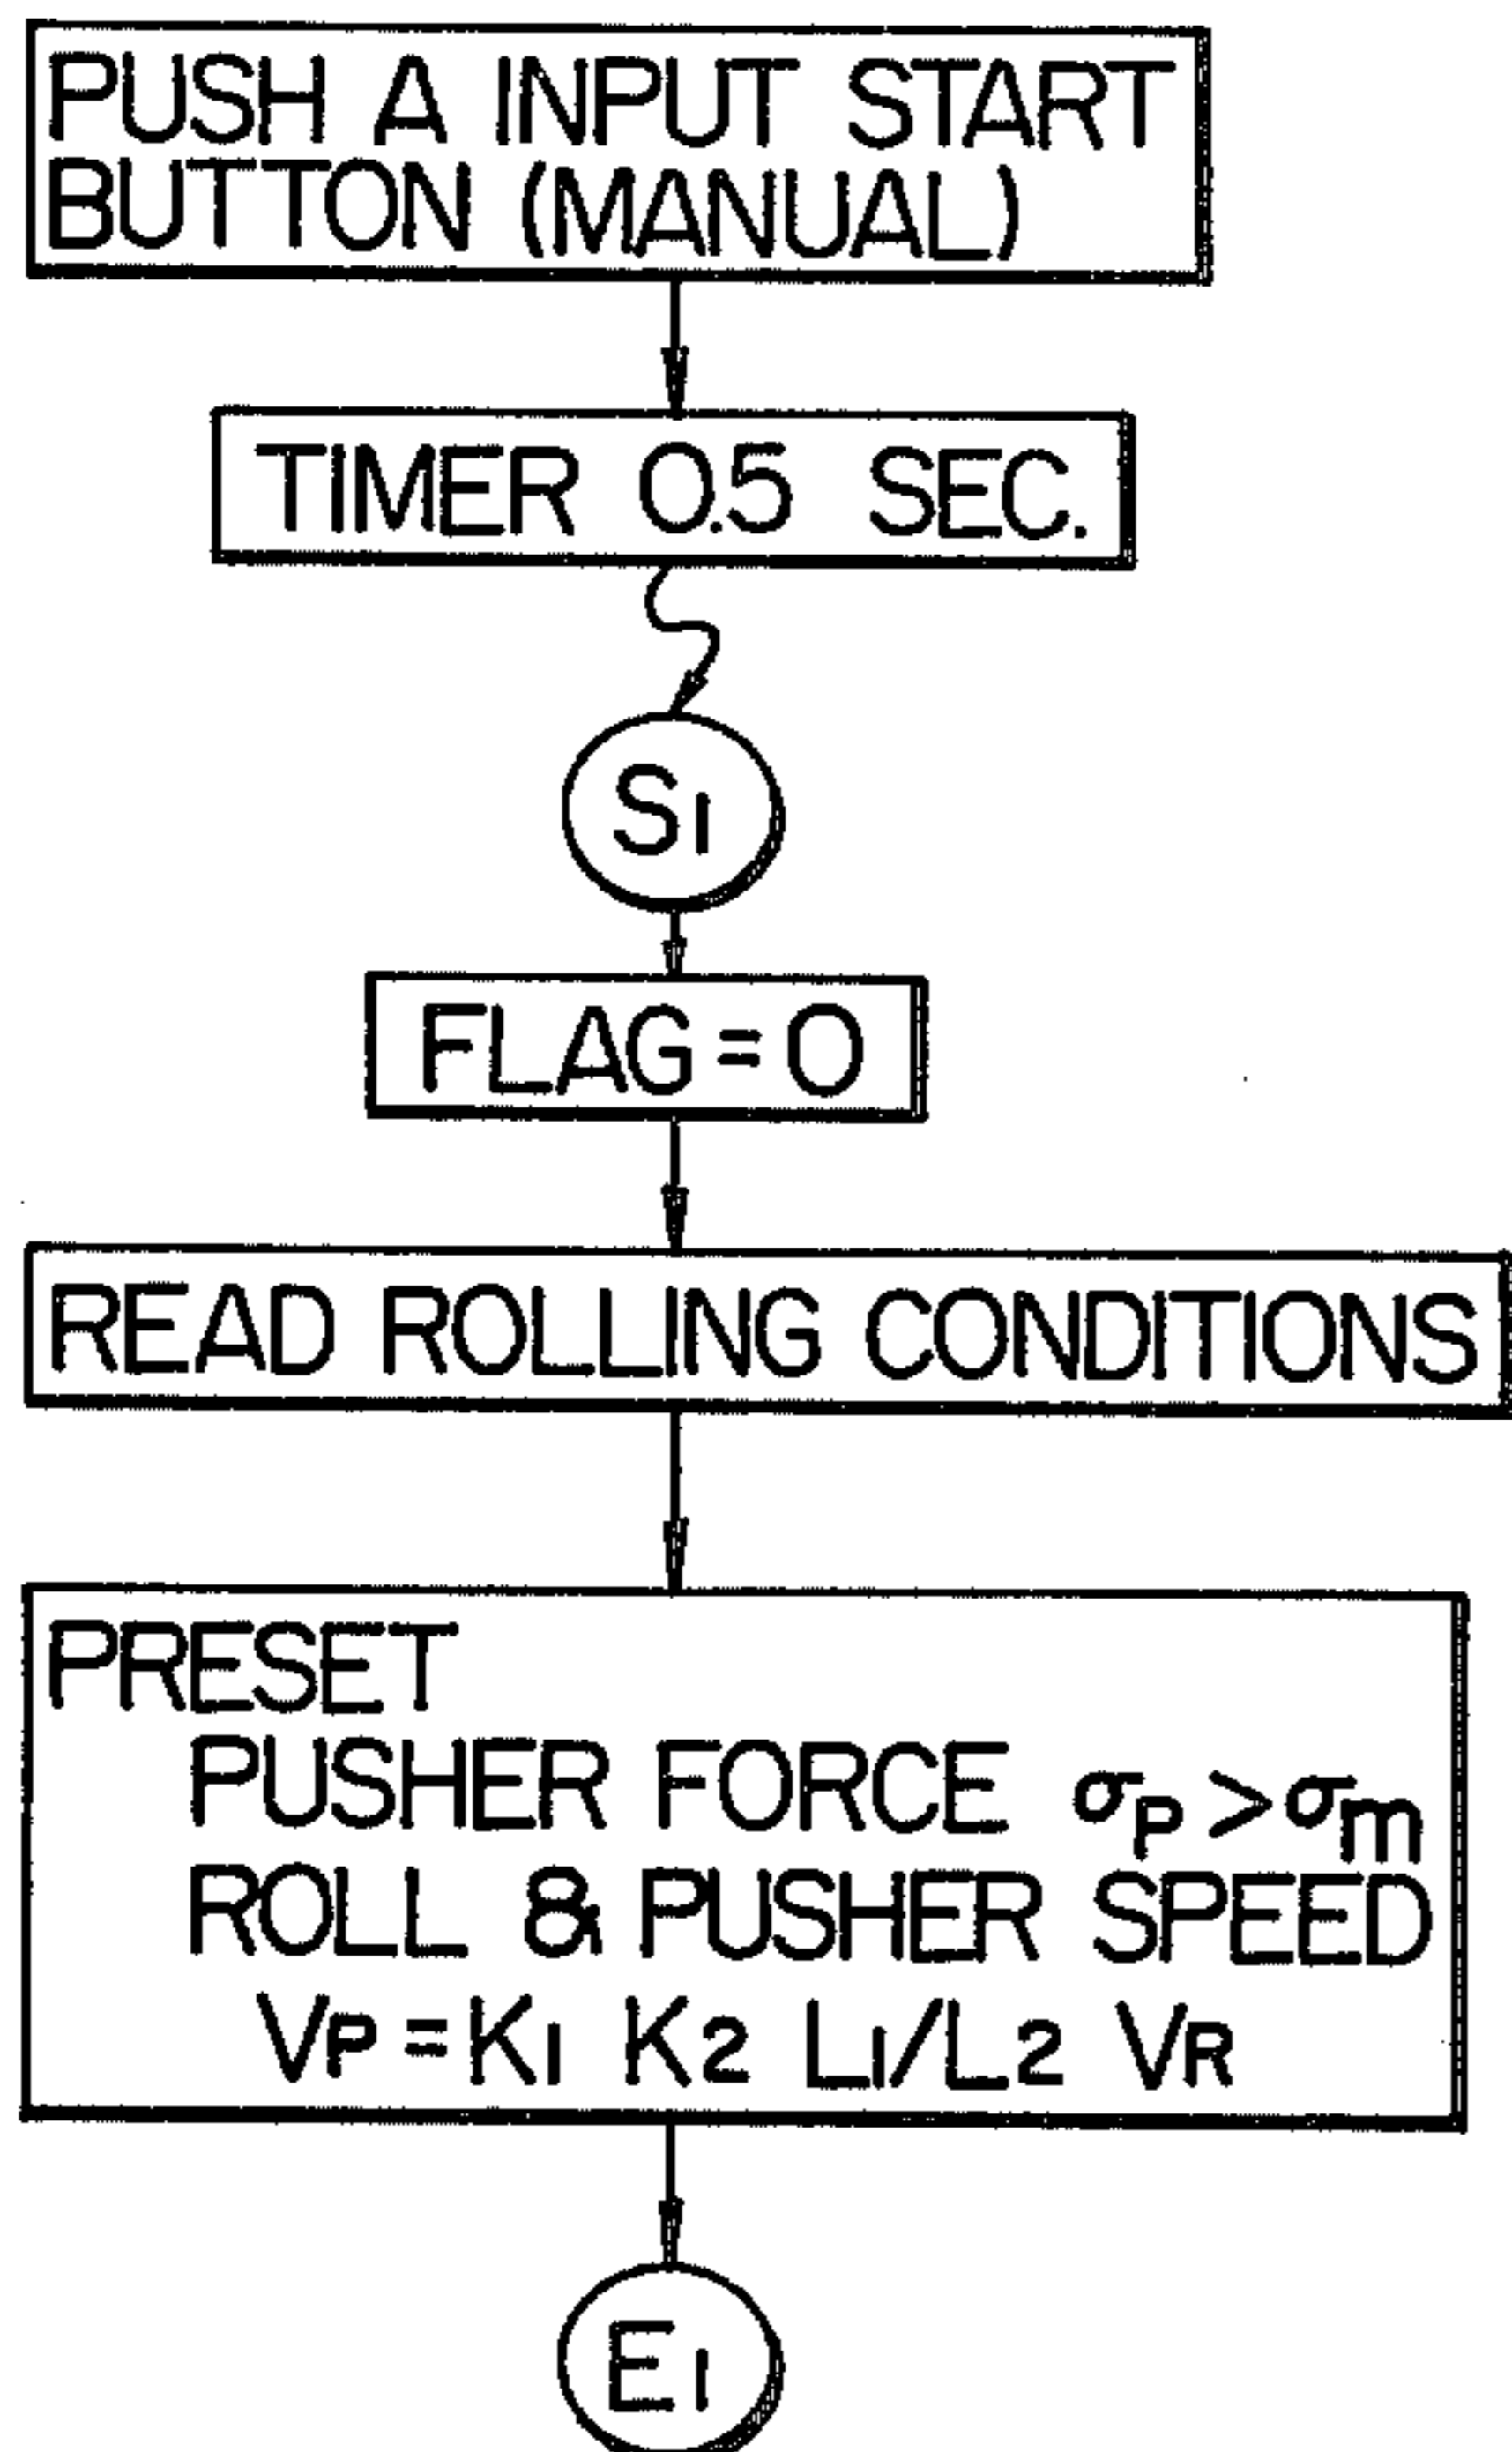 PUSH A INPUT START
BUTTON (MANUAL)
TIMER 0.5 SEC.
S1
FLAG=0
READ ROLLING CONDITIONS
PRESET
PUSHER FORCE σP>σm
ROLL & PUSHER SPEED
VP=K1 K2 L1/L2 VR
E1